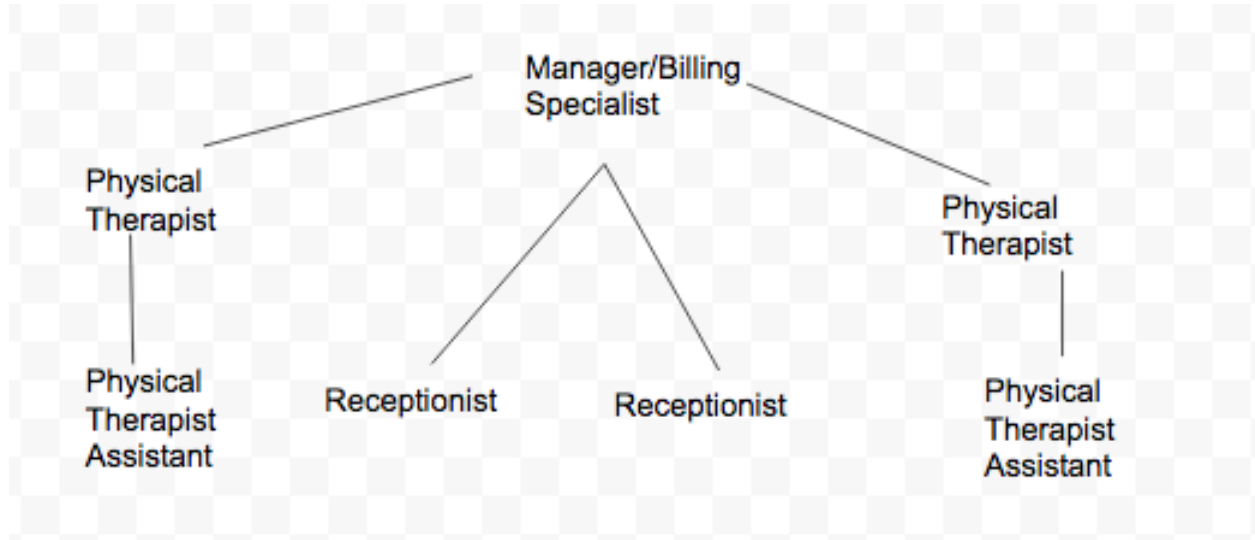 Manager/Billing
Specialist
Physical
Therapist
Physical
Therapist
Physical
Therapist
Assistant
Receptionist
Receptionist
Physical
Therapist
Assistant